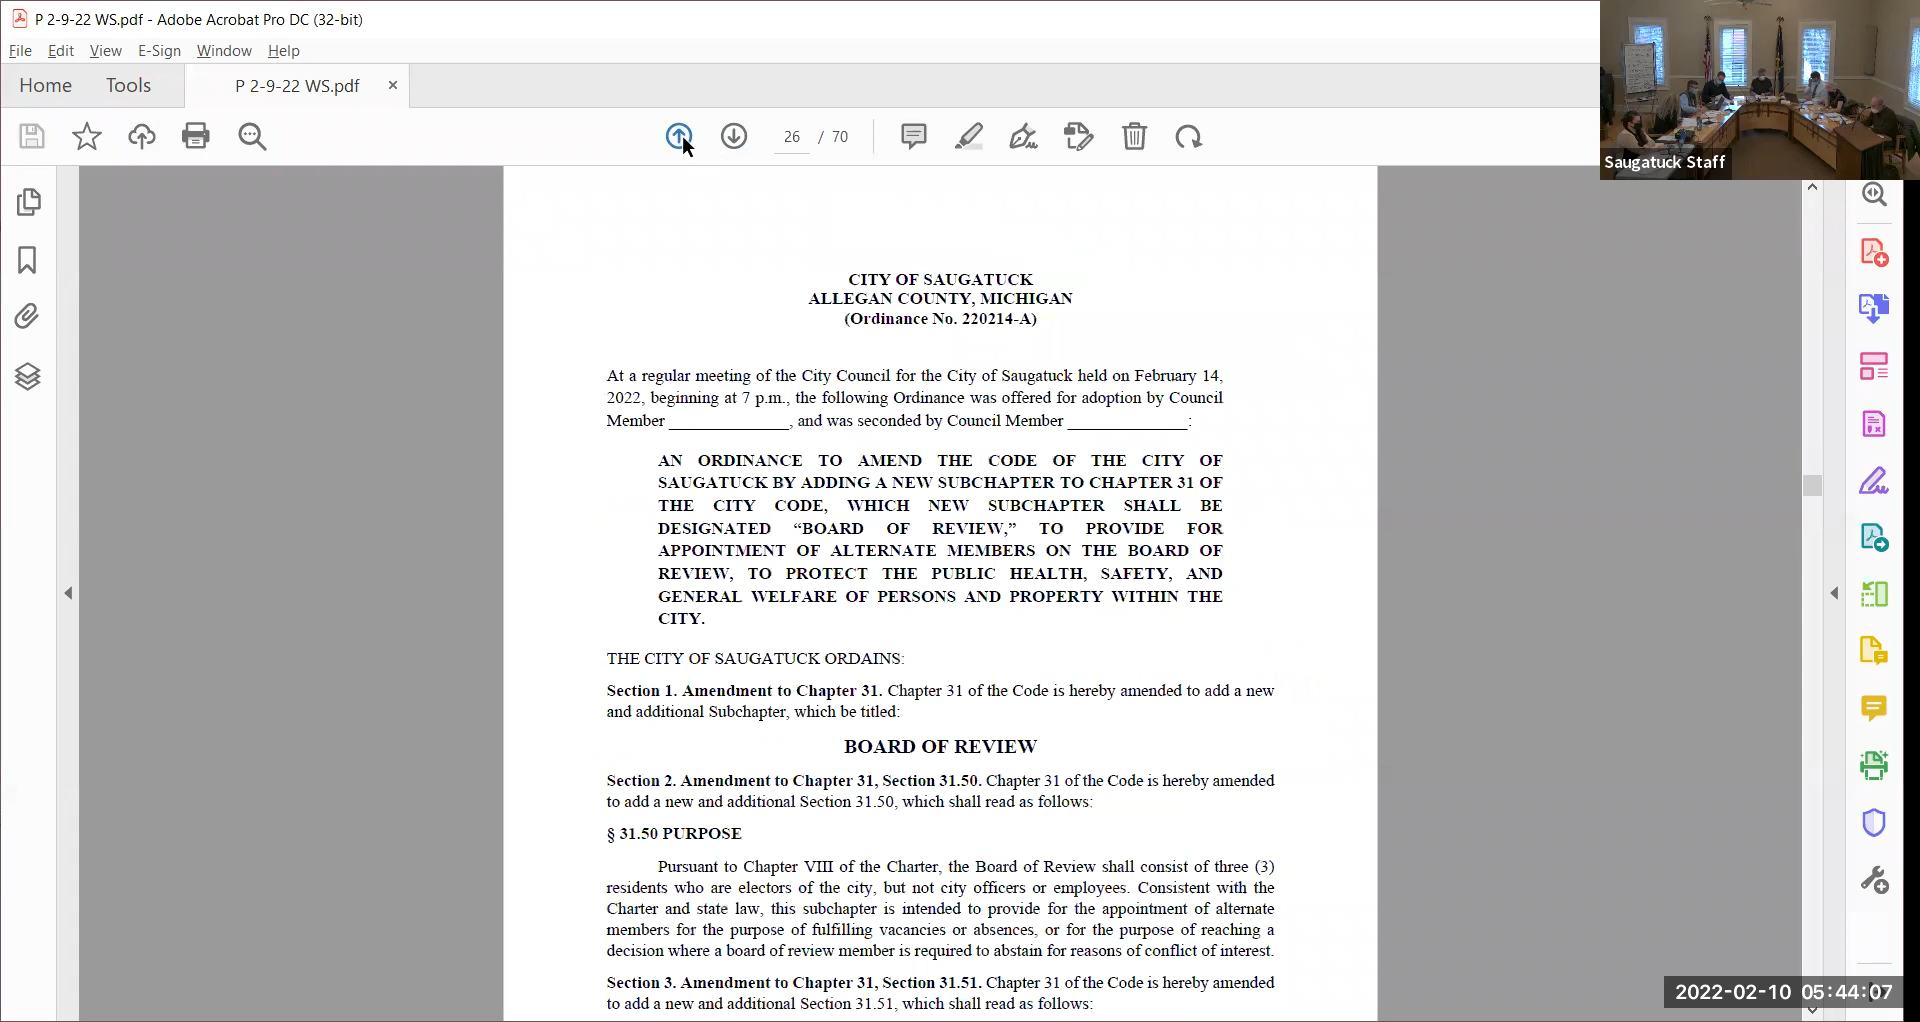 P 2-9-22 WS.pdf - Adobe Acrobat Pro DC (32-bit)
File Edit View E-Sign Window Help
Home Tools P 2-9-22 WS.pdf ×
26 / 70
Saugatuck Staff
CITY OF SAUGATUCK
ALLEGAN COUNTY, MICHIGAN
(Ordinance No. 220214-A)
At a regular meeting of the City Council for the City of Saugatuck held on February 14,
2022, beginning at 7 p.m., the following Ordinance was offered for adoption by Council
Member _______________, and was seconded by Council Member _______________:
AN ORDINANCE TO AMEND THE CODE OF THE CITY OF
SAUGATUCK BY ADDING A NEW SUBCHAPTER TO CHAPTER 31 OF
THE CITY CODE, WHICH NEW SUBCHAPTER SHALL BE
DESIGNATED “BOARD OF REVIEW,” TO PROVIDE FOR
APPOINTMENT OF ALTERNATE MEMBERS ON THE BOARD OF
REVIEW, TO PROTECT THE PUBLIC HEALTH, SAFETY, AND
GENERAL WELFARE OF PERSONS AND PROPERTY WITHIN THE
CITY.
THE CITY OF SAUGATUCK ORDAINS:
Section 1. Amendment to Chapter 31. Chapter 31 of the Code is hereby amended to add a new
and additional Subchapter, which be titled:
BOARD OF REVIEW
Section 2. Amendment to Chapter 31, Section 31.50. Chapter 31 of the Code is hereby amended
to add a new and additional Section 31.50, which shall read as follows:
§ 31.50 PURPOSE
Pursuant to Chapter VIII of the Charter, the Board of Review shall consist of three (3)
residents who are electors of the city, but not city officers or employees. Consistent with the
Charter and state law, this subchapter is intended to provide for the appointment of alternate
members for the purpose of fulfilling vacancies or absences, or for the purpose of reaching a
decision where a board of review member is required to abstain for reasons of conflict of interest.
Section 3. Amendment to Chapter 31, Section 31.51. Chapter 31 of the Code is hereby amended
to add a new and additional Section 31.51, which shall read as follows:
2022-02-10 05:44:07